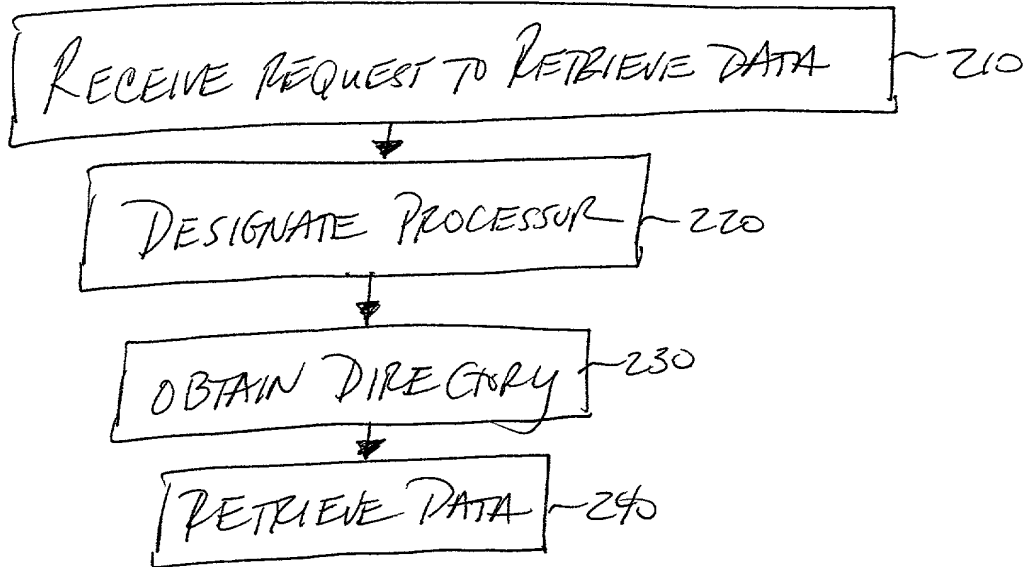 RECEIVE REQUEST TO RETRIEVE DATA 210
DESIGNATE PROCESSOR 220
OBTAIN DIRECTORY 230
RETRIEVE DATA 240